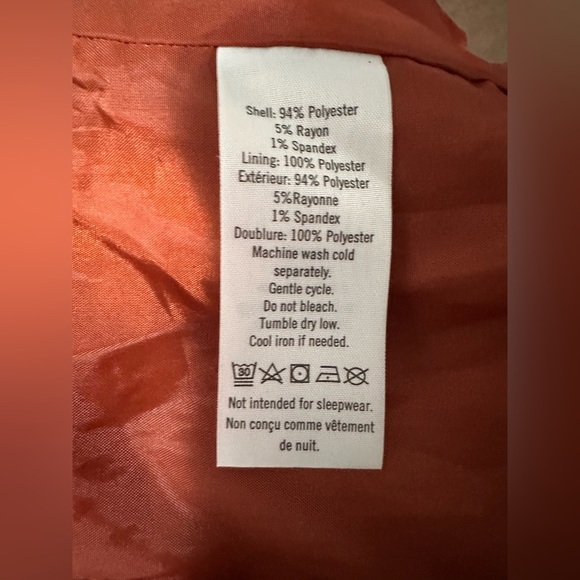 Shell: 94% Polyester
5% Rayon
1% Spandex
Lining: 100% Polyester
Extérieur: 94% Polyester
5%Rayonne
1% Spandex
Doublure: 100% Polyester
Machine wash cold
separately.
Gentle cycle.
Do not bleach.
Tumble dry low.
Cool iron if needed.
30
Not intended for sleepwear.
Non conçu comme vêtement
de nuit.